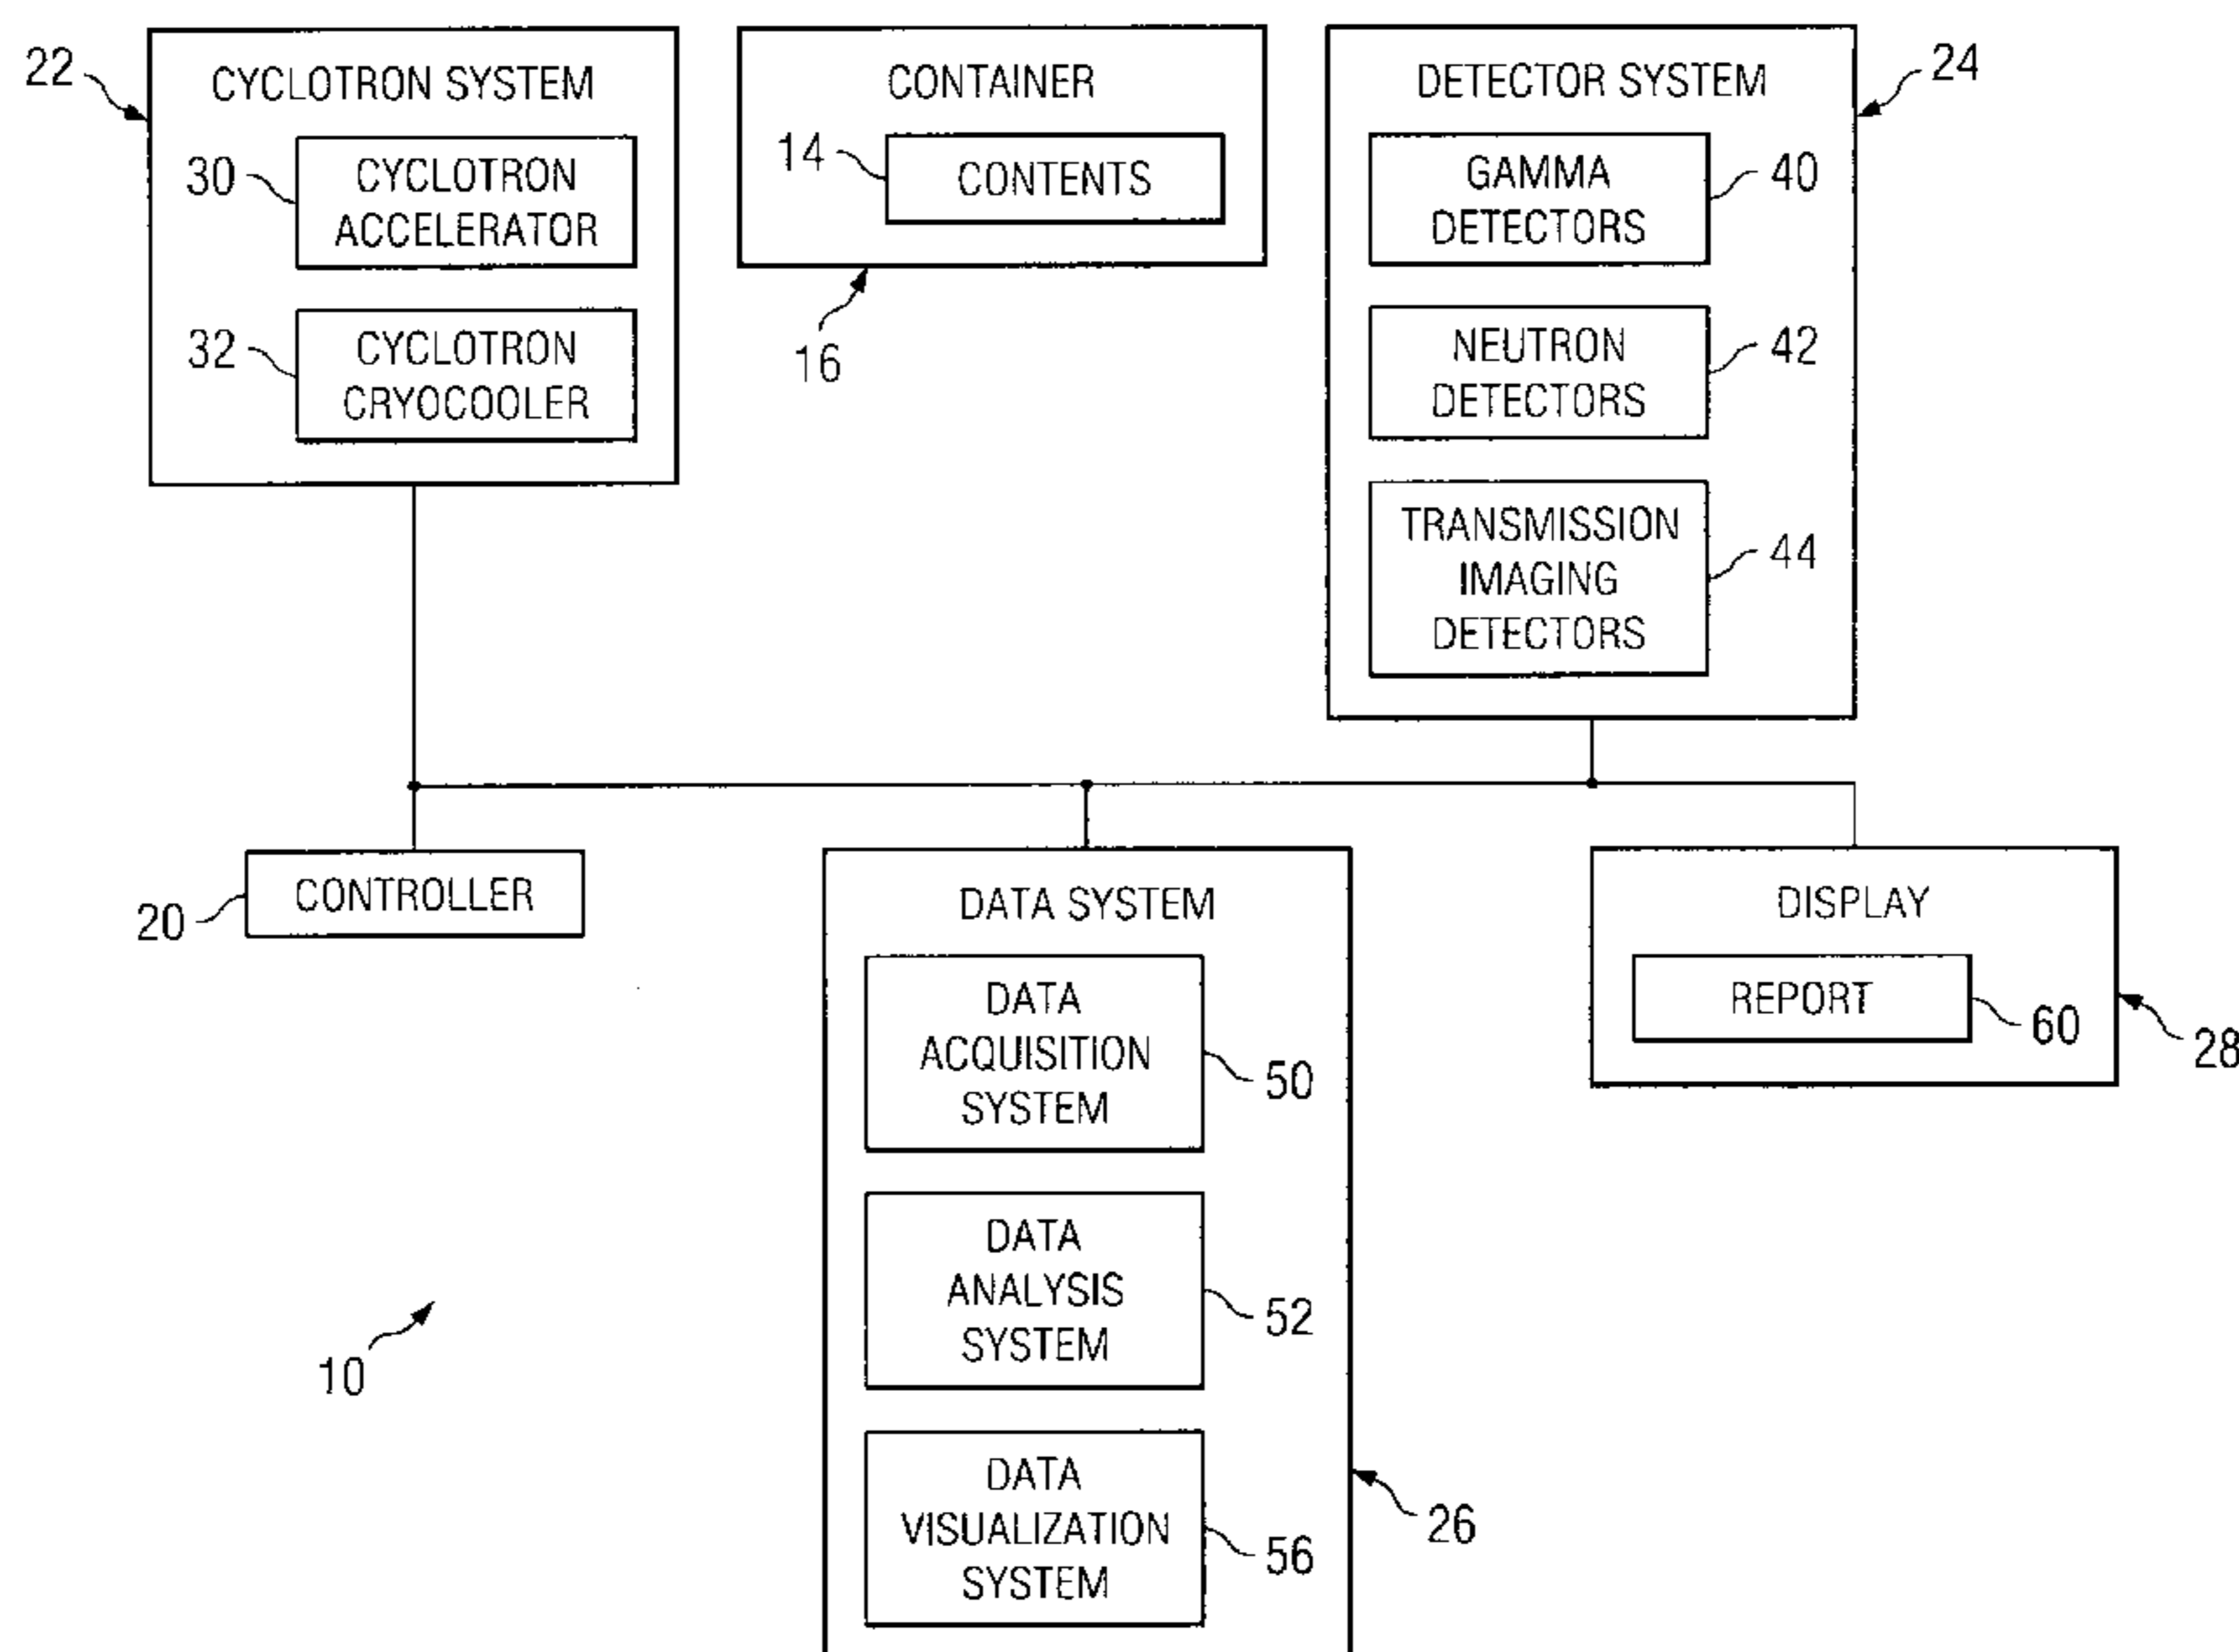 22
CYCLOTRON SYSTEM
30
CYCLOTRON
ACCELERATOR
32
CYCLOTRON
CRYOCOOLER
CONTAINER
14
CONTENTS
16
DETECTOR SYSTEM
24
GAMMA
DETECTORS
40
NEUTRON
DETECTORS
42
TRANSMISSION
IMAGING
DETECTORS
44
20
CONTROLLER
DATA SYSTEM
DATA
ACQUISITION
SYSTEM
50
DATA
ANALYSIS
SYSTEM
52
DATA
VISUALIZATION
SYSTEM
56
26
DISPLAY
REPORT
60
28
10